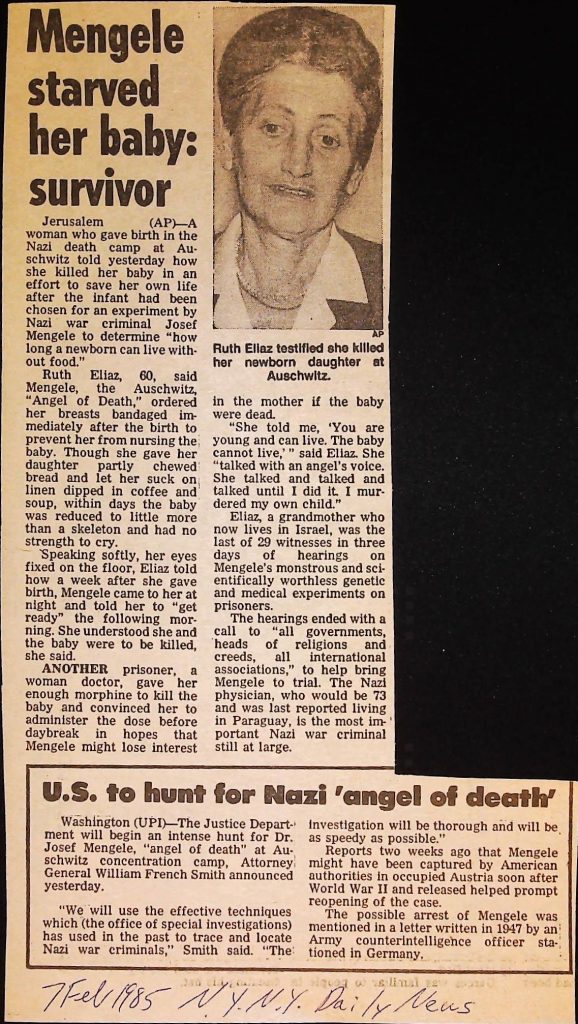 Mengele
starved
her baby:
survivor
Jerusalem (AP)—A
woman who gave birth in the
Nazi death camp at Au-
schwitz told yesterday how
she killed her baby in an
effort to save her own life
after the infant had been
chosen for an experiment by
Nazi war criminal Josef
Mengele to determine “how
long a newborn can live with-
out food.”
Ruth Eliaz, 60, said
Mengele, the Auschwitz,
“Angel of Death,” ordered
her breasts bandaged im-
mediately after the birth to
prevent her from nursing the
baby. Though she gave her
daughter partly chewed
bread and let her suck on
linen dipped in coffee and
soup, within days the baby
was reduced to little more
than a skeleton and had no
strength to cry.
Speaking softly, her eyes
fixed on the floor, Eliaz told
how a week after she gave
birth, Mengele came to her at
night and told her to “get
ready” the following mor-
ning. She understood she and
the baby were to be killed,
she said.
ANOTHER prisoner, a
woman doctor, gave her
enough morphine to kill the
baby and convinced her to
administer the dose before
daybreak in hopes that
Mengele might lose interest
AP
Ruth Eliaz testified she killed
her newborn daughter at
Auschwitz.
in the mother if the baby
were dead.
“She told me, ‘You are
young and can live. The baby
cannot live,’ ” said Eliaz. She
“talked with an angel’s voice.
She talked and talked and
talked until I did it. I mur-
dered my own child.”
Eliaz, a grandmother who
now lives in Israel, was the
last of 29 witnesses in three
days of hearings on
Mengele’s monstrous and sci-
entifically worthless genetic
and medical experiments on
prisoners.
The hearings ended with a
call to “all governments,
heads of religions and
creeds, all international
associations,” to help bring
Mengele to trial. The Nazi
physician, who would be 73
and was last reported living
in Paraguay, is the most im-
portant Nazi war criminal
still at large.
U.S. to hunt for Nazi ’angel of death’
Washington (UPI)—The Justice Depart-
ment will begin an intense hunt for Dr.
Josef Mengele, “angel of death” at Au-
schwitz concentration camp, Attorney
General William French Smith announced
yesterday.
“We will use the effective techniques
which (the office of special investigations)
has used in the past to trace and locate
Nazi war criminals,” Smith said. “The
investigation will be thorough and will be
as speedy as possible.”
Reports two weeks ago that Mengele
might have been captured by American
authorities in occupied Austria soon after
World War II and released helped prompt
reopening of the case.
The possible arrest of Mengele was
mentioned in a letter written in 1947 by an
Army counterintelligence officer sta-
tioned in Germany.
7 Feb 1985 N.Y. N.Y. Daily News